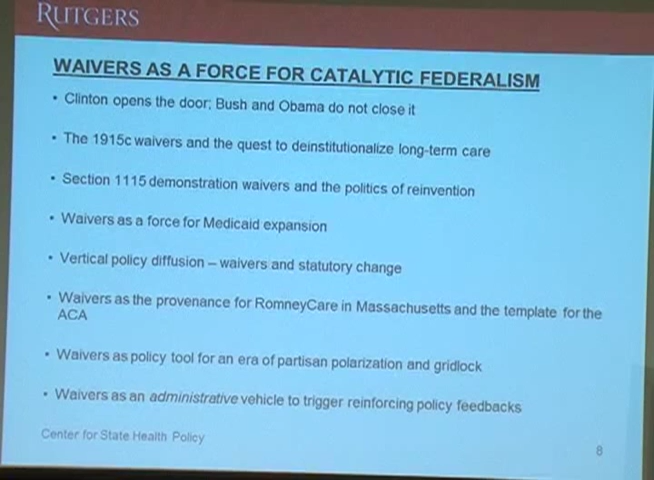 RUTGERS
WAIVERS AS A FORCE FOR CATALYTIC FEDERALISM
• Clinton opens the door; Bush and Obama do not close it
• The 1915c waivers and the quest to deinstitutionalize long-term care
• Section 1115 demonstration waivers and the politics of reinvention
• Waivers as a force for Medicaid expansion
• Vertical policy diffusion – waivers and statutory change
• Waivers as the provenance for RomneyCare in Massachusetts and the template for the
ACA
• Waivers as policy tool for an era of partisan polarization and gridlock
• Waivers as an administrative vehicle to trigger reinforcing policy feedbacks
Center for State Health Policy
8